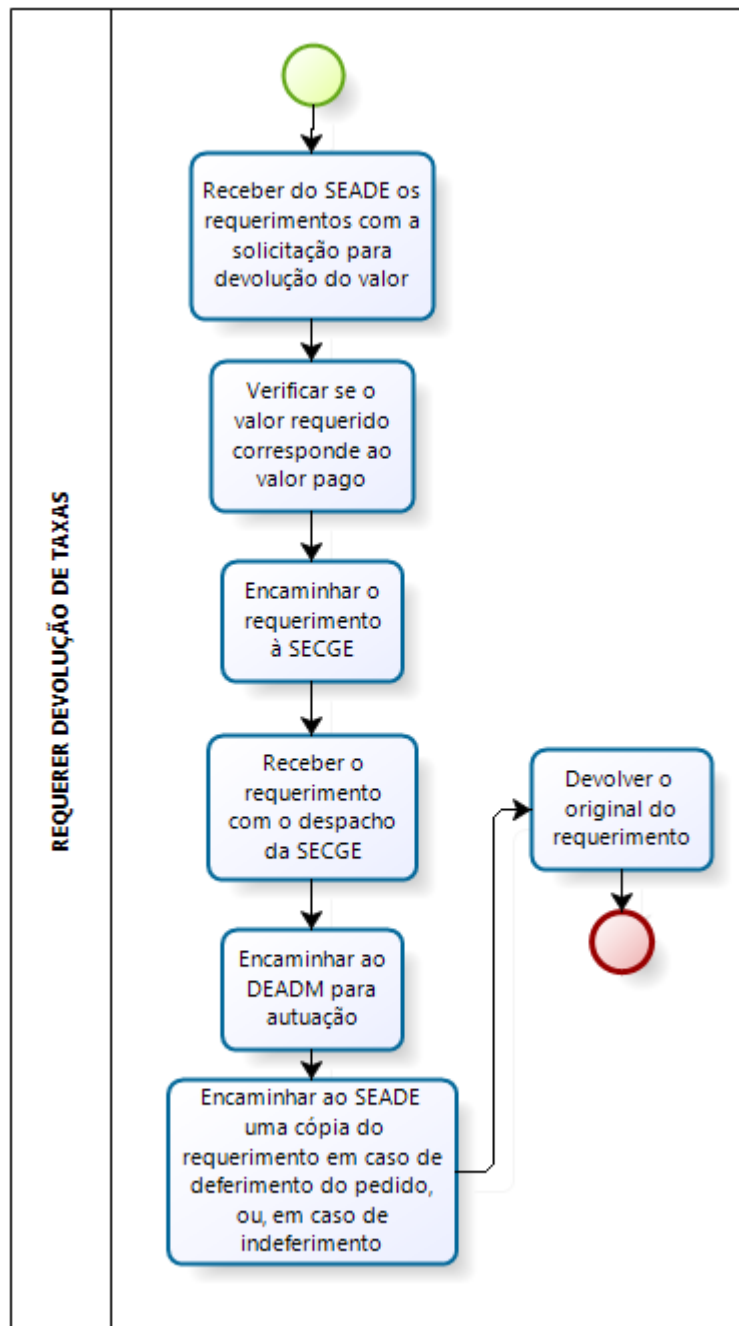 REQUERER DEVOLUÇÃO DE TAXAS
Receber do SEADE os
requerimentos com a
solicitação para
devolução do valor
Verificar se o
valor requerido
corresponde ao
valor pago
Encaminhar o
requerimento
à SECGE
Receber o
requerimento
com o despacho
da SECGE
Encaminhar ao
DEADM para
autuação
Encaminhar ao SEADE
uma cópia do
requerimento em caso de
deferimento do pedido,
ou, em caso de
indeferimento
Devolver o
original do
requerimento